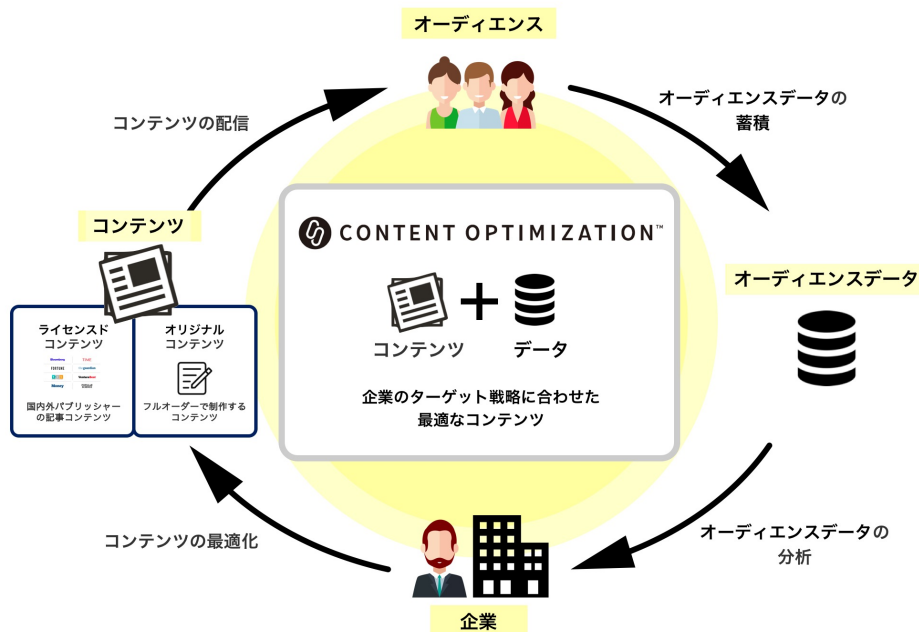 オーディエンス
コンテンツの配信
オーディエンスデータの
蓄積
コンテンツ
CONTENT OPTIMIZATION™
オーディエンスデータ
ライセンスド
コンテンツ
オリジナル
コンテンツ
Bloomberg
TIME
FORTUNE
the guardian
Money
コンテンツ
データ
国内外パブリッシャー
の記事コンテンツ
フルオーダーで制作する
コンテンツ
企業のターゲット戦略に合わせた
最適なコンテンツ
コンテンツの最適化
オーディエンスデータの
分析
企業